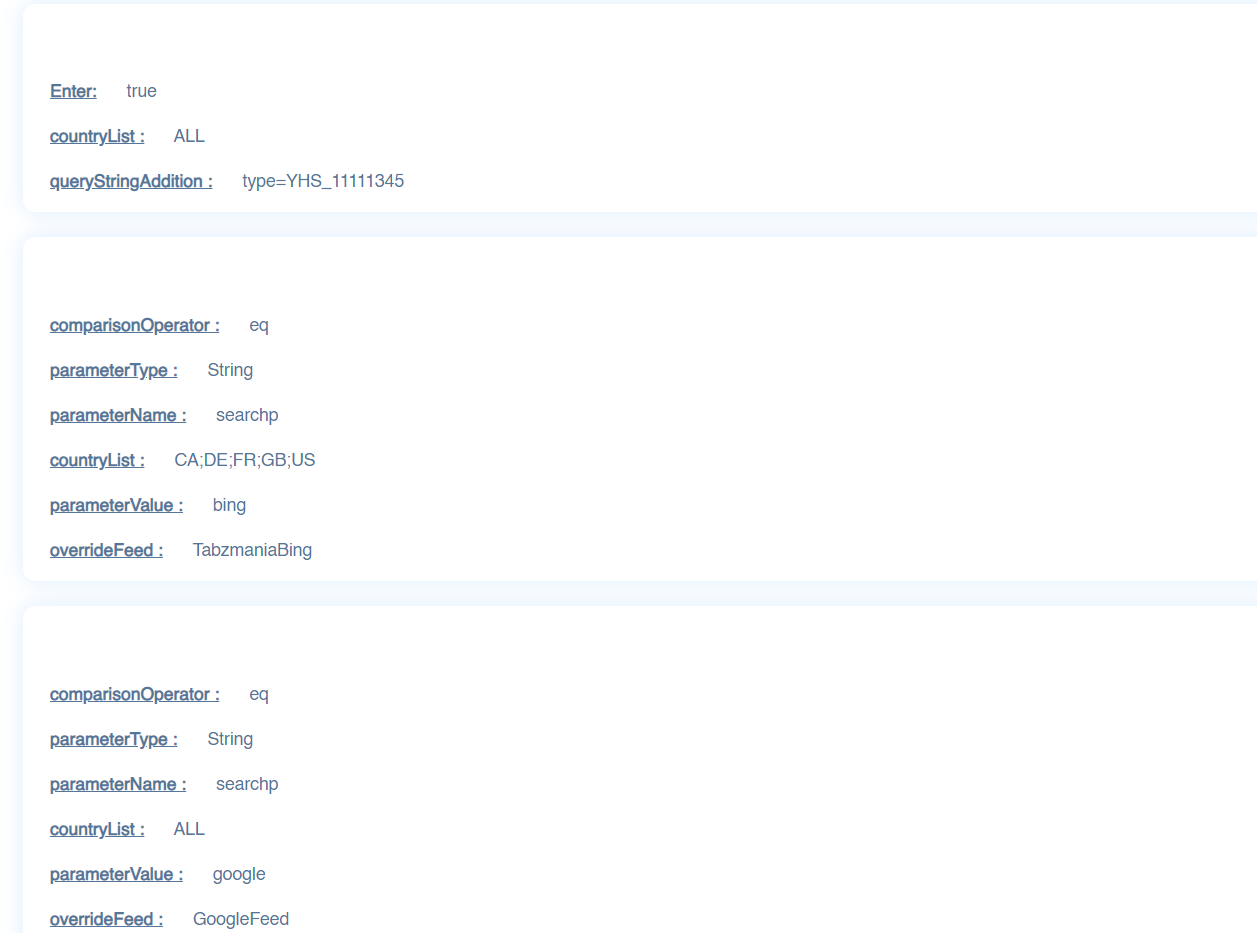 Enter: true
countryList : ALL
queryStringAddition : type=YHS_11111345
comparisonOperator : eq
parameterType : String
parameterName : searchp
countryList : CA;DE;FR;GB;US
parameterValue : bing
overrideFeed : TabzmaniaBing
comparisonOperator : eq
parameterType : String
parameterName : searchp
countryList : ALL
parameterValue : google
overrideFeed : GoogleFeed